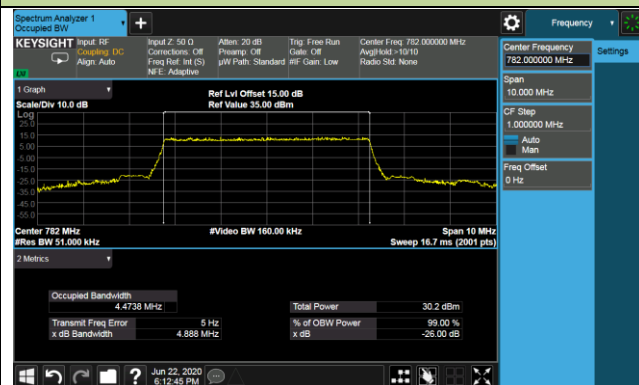 Spectrum Analyzer 1
Occupied BW
Frequency
KEYSIGHT
Input: RF
Coupling: DC
Align: Auto
Input Z: 50 Ω
Corrections: Off
Freq Ref: Int (S)
NFE: Adaptive
Atten: 20 dB
Preamp: Off
µW Path: Standard
Trig: Free Run
Gate: Off
#IF Gain: Low
Center Freq: 782.000000 MHz
Avg|Hold:>10/10
Radio Std: None
Center Frequency
782.000000 MHz
Settings
Span
10.000 MHz
CF Step
1.000000 MHz
Auto
Man
Freq Offset
0 Hz
1 Graph
Scale/Div 10.0 dB
Ref Lvl Offset 15.00 dB
Ref Value 35.00 dBm
Log
25.0
15.0
5.00
-5.00
-15.0
-25.0
-35.0
-45.0
-55.0
Center 782 MHz
#Video BW 160.00 kHz
Span 10 MHz
#Res BW 51.000 kHz
Sweep 16.7 ms (2001 pts)
2 Metrics
Occupied Bandwidth
4.4738 MHz
Total Power
30.2 dBm
Transmit Freq Error
5 Hz
% of OBW Power
99.00 %
x dB Bandwidth
4.888 MHz
x dB
-26.00 dB
?
Jun 22, 2020
6:12:45 PM